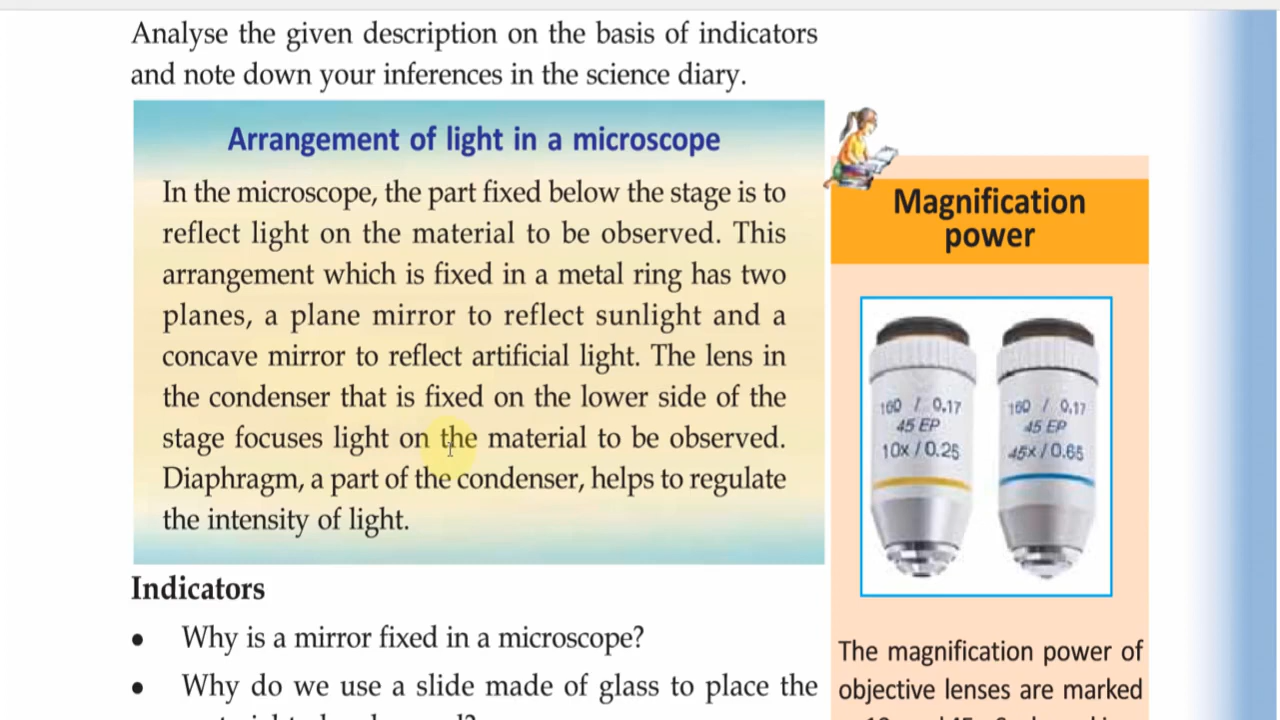 Analyse the given description on the basis of indicators
and note down your inferences in the science diary.
Arrangement of light in a microscope
In the microscope, the part fixed below the stage is to
reflect light on the material to be observed. This
arrangement which is fixed in a metal ring has two
planes, a plane mirror to reflect sunlight and a
concave mirror to reflect artificial light. The lens in
the condenser that is fixed on the lower side of the
stage focuses light on the material to be observed.
Diaphragm, a part of the condenser, helps to regulate
the intensity of light.
Indicators
• Why is a mirror fixed in a microscope?
• Why do we use a slide made of glass to place the
Magnification
power
160 / 0.17
45 EP
10x / 0.25
160 / 0.17
45 EP
45x / 0.65
The magnification power of
objective lenses are marked